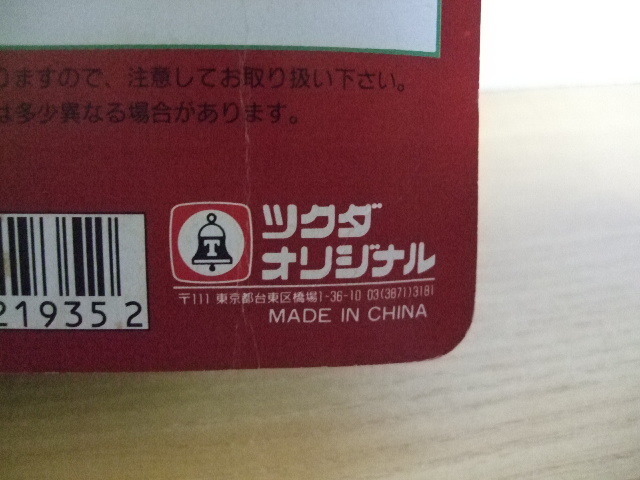 りますので、注意してお取り扱い下さい。
は多少異なる場合があります。
T
ツクダ
オリジナル
〒111 東京都台東区橋場1-36-10 03(3871)3181
MADE IN CHINA
219352